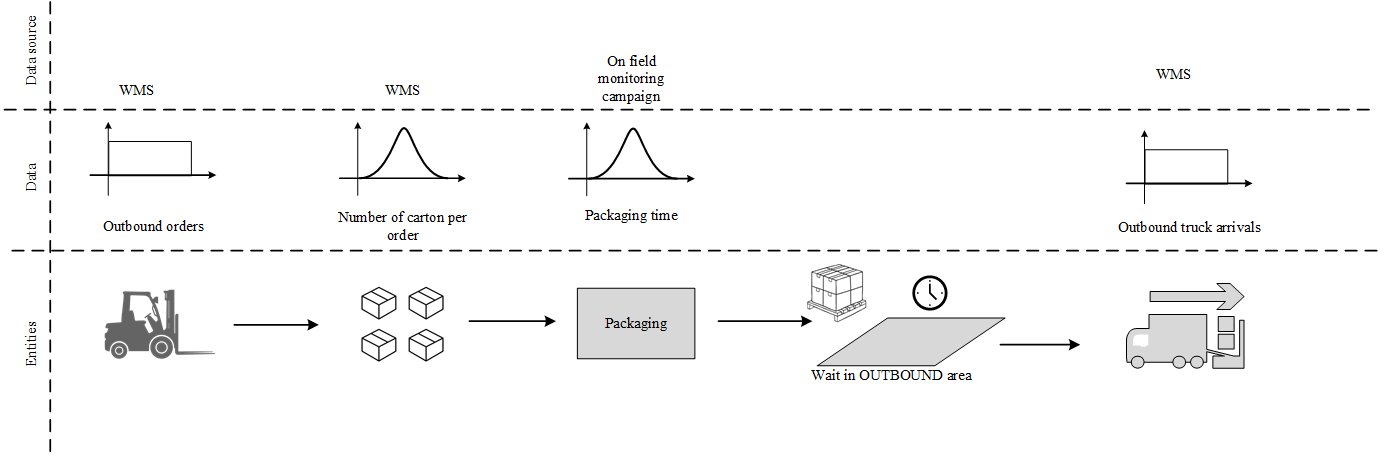 Data source
WMS
WMS
On field
monitoring
campaign
WMS
Data
Outbound orders
Number of carton per
order
Packaging time
Outbound truck arrivals
Entities
Packaging
Wait in OUTBOUND area